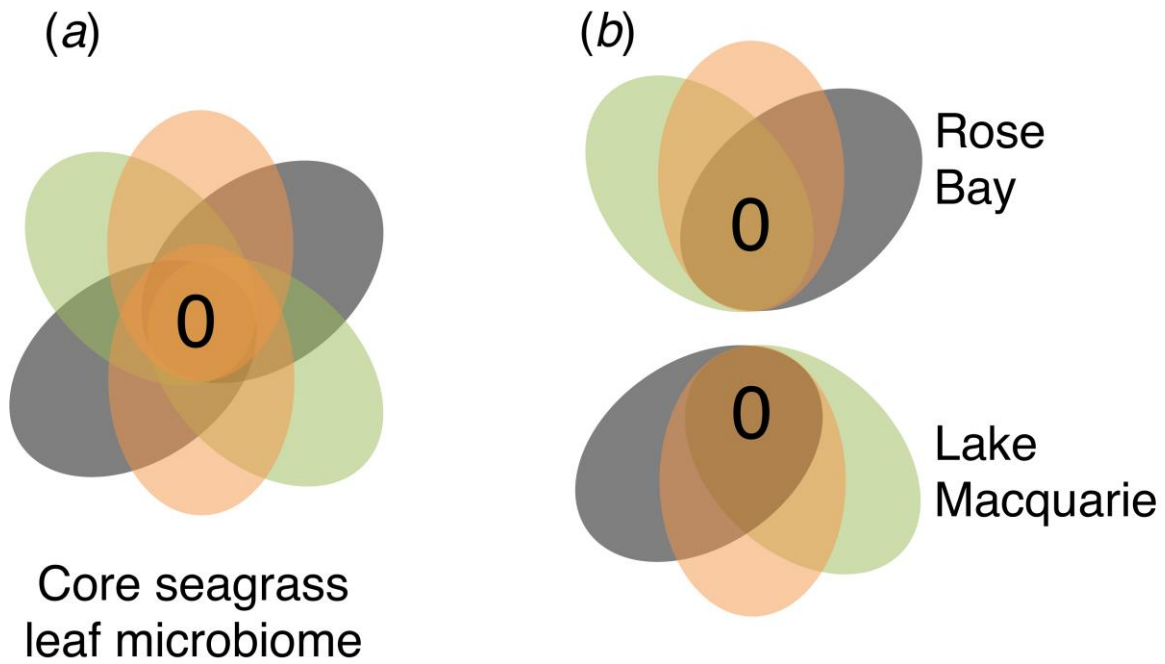 (a)
0
Core seagrass
leaf microbiome
(b)
0
Rose
Bay
0
Lake
Macquarie